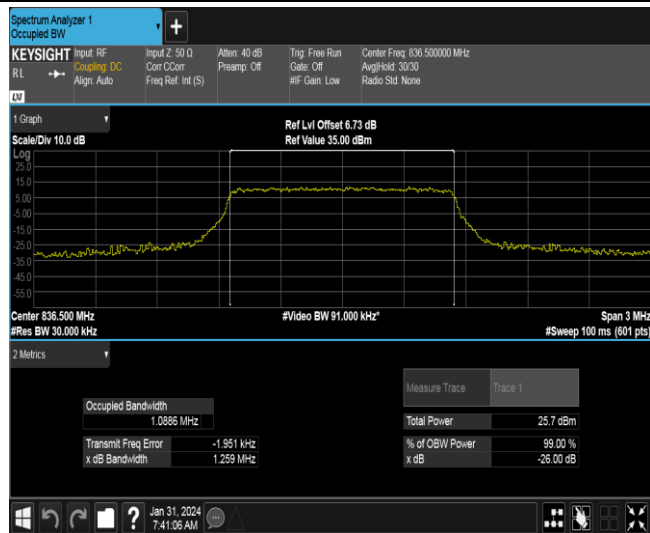 Spectrum Analyzer 1
Occupied BW
KEYSIGHT
RL
Input: RF
Coupling: DC
Align: Auto
Input Z: 50 Ω
Corr CCorr
Freq Ref: Int (S)
Atten: 40 dB
Preamp: Off
Trig: Free Run
Gate: Off
#IF Gain: Low
Center Freq: 836.500000 MHz
Avg|Hold: 30/30
Radio Std: None
1 Graph
Scale/Div 10.0 dB
Ref Lvl Offset 6.73 dB
Ref Value 35.00 dBm
Log
25.0
15.0
5.00
-5.00
-15.0
-25.0
-35.0
-45.0
-55.0
Center 836.500 MHz
#Video BW 91.000 kHz*
Span 3 MHz
#Res BW 30.000 kHz
#Sweep 100 ms (601 pts)
2 Metrics
Measure Trace
Trace 1
Occupied Bandwidth
1.0886 MHz
Total Power
25.7 dBm
Transmit Freq Error
-1.951 kHz
% of OBW Power
99.00 %
x dB Bandwidth
1.259 MHz
x dB
-26.00 dB
?
Jan 31, 2024
7:41:06 AM